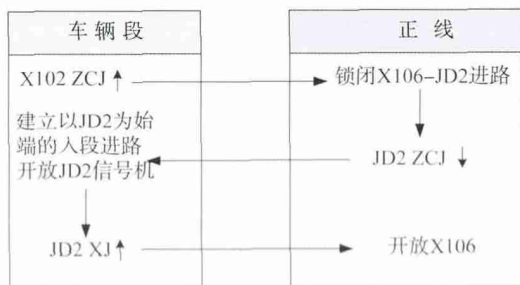 车辆段
正线
X102 ZCJ↑
锁闭X106-JD2进路
建立以JD2为始
端的入段进路
开放JD2信号机
JD2 ZCJ↓
JD2 XJ↑
开放X106